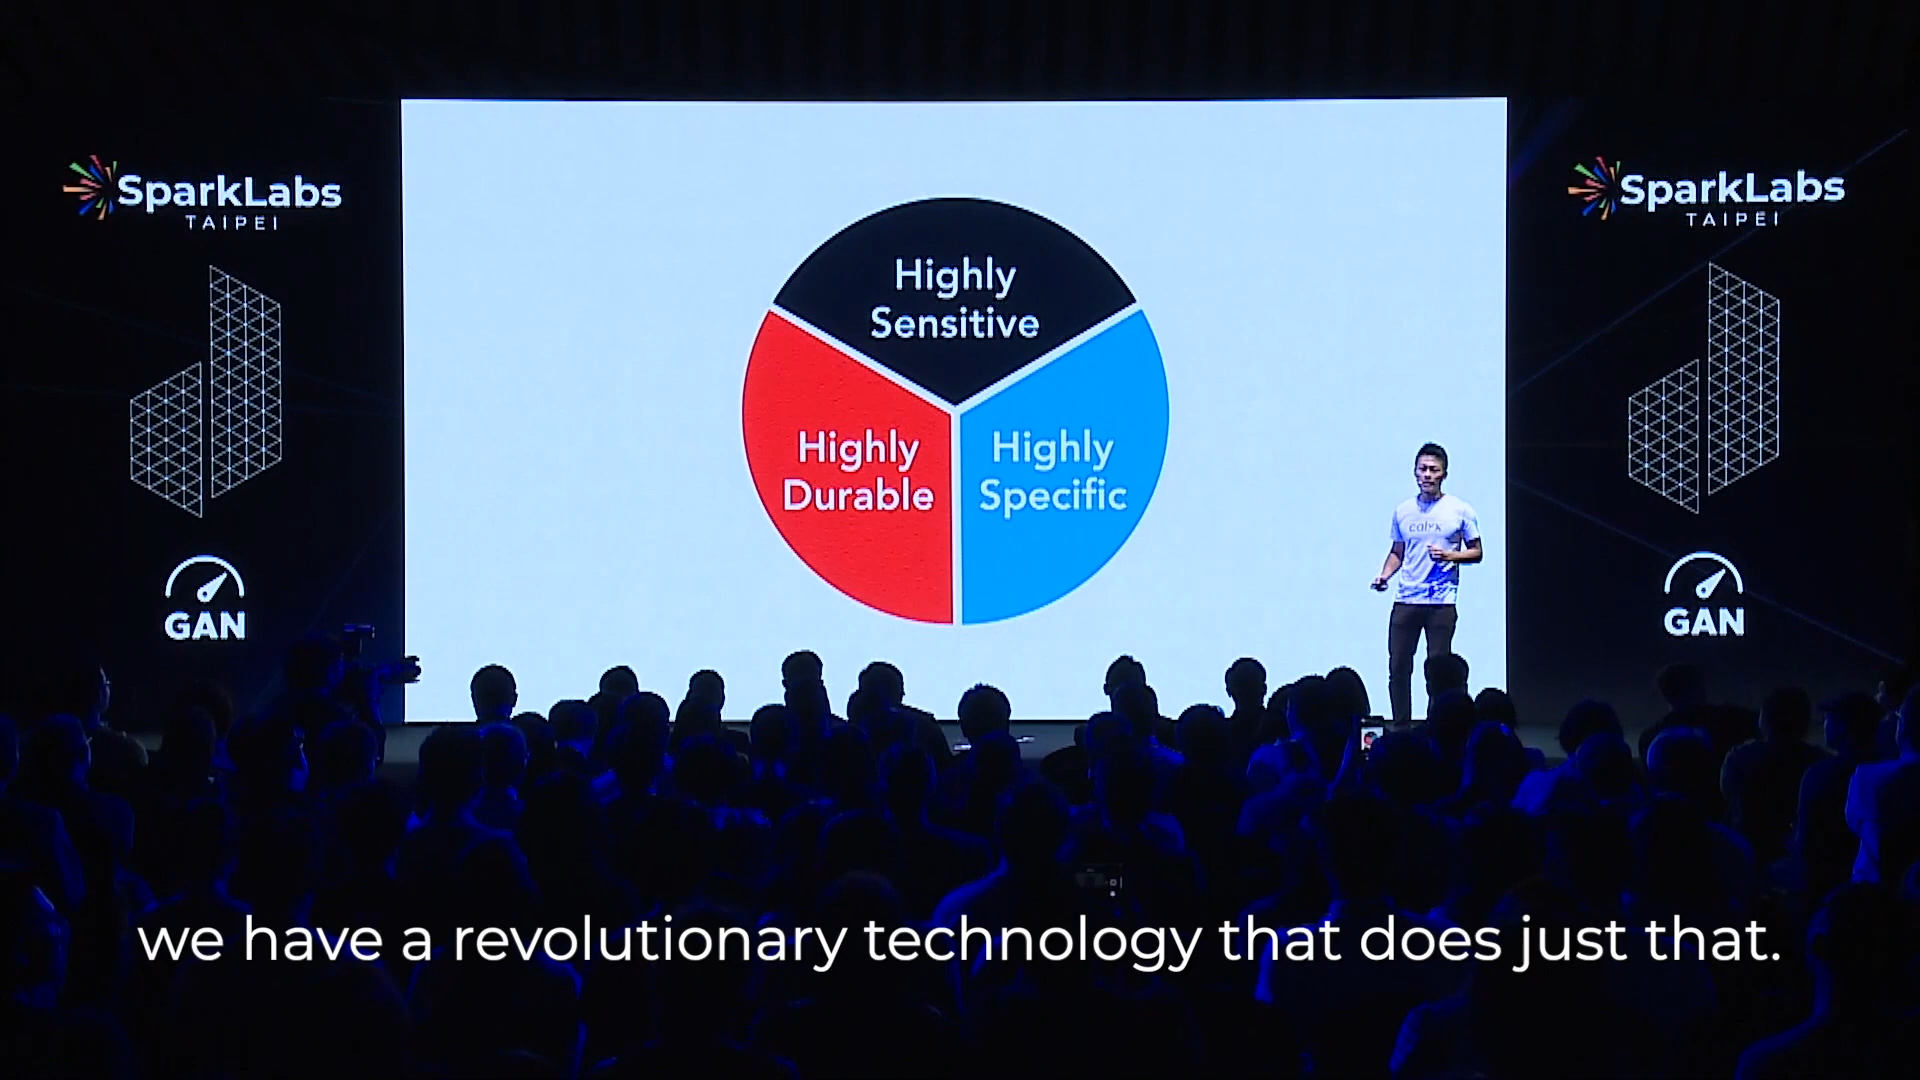 SparkLabs
TAIPEI
GAN
Highly
Sensitive
Highly
Durable
Highly
Specific
calyx
SparkLabs
TAIPEI
GAN
we have a revolutionary technology that does just that.